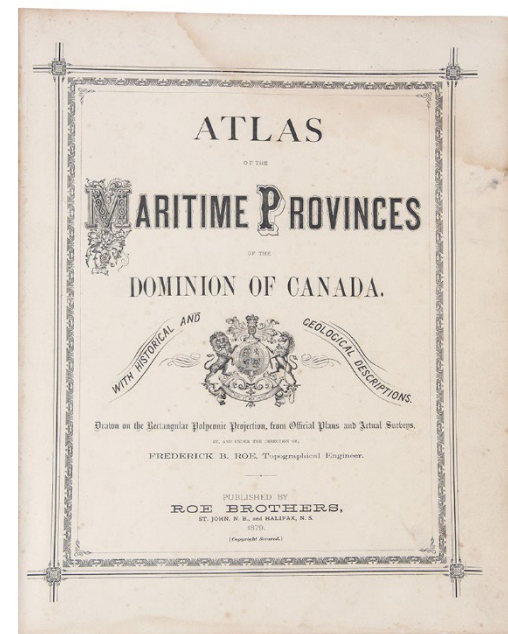 ATLAS
OF THE
MARITIME PROVINCES
OF THE
DOMINION OF CANADA.
WITH HISTORICAL AND
GEOLOGICAL DESCRIPTIONS.
Drawn on the Rectangular Polyconic Projection, from Official Plans and Actual Surveys,
BY, AND UNDER THE DIRECTION OF,
FREDERICK B. ROE, Topographical Engineer.
PUBLISHED BY
ROE BROTHERS,
ST. JOHN, N. B., and HALIFAX, N. S.
1879.
(Copyright Secured.)